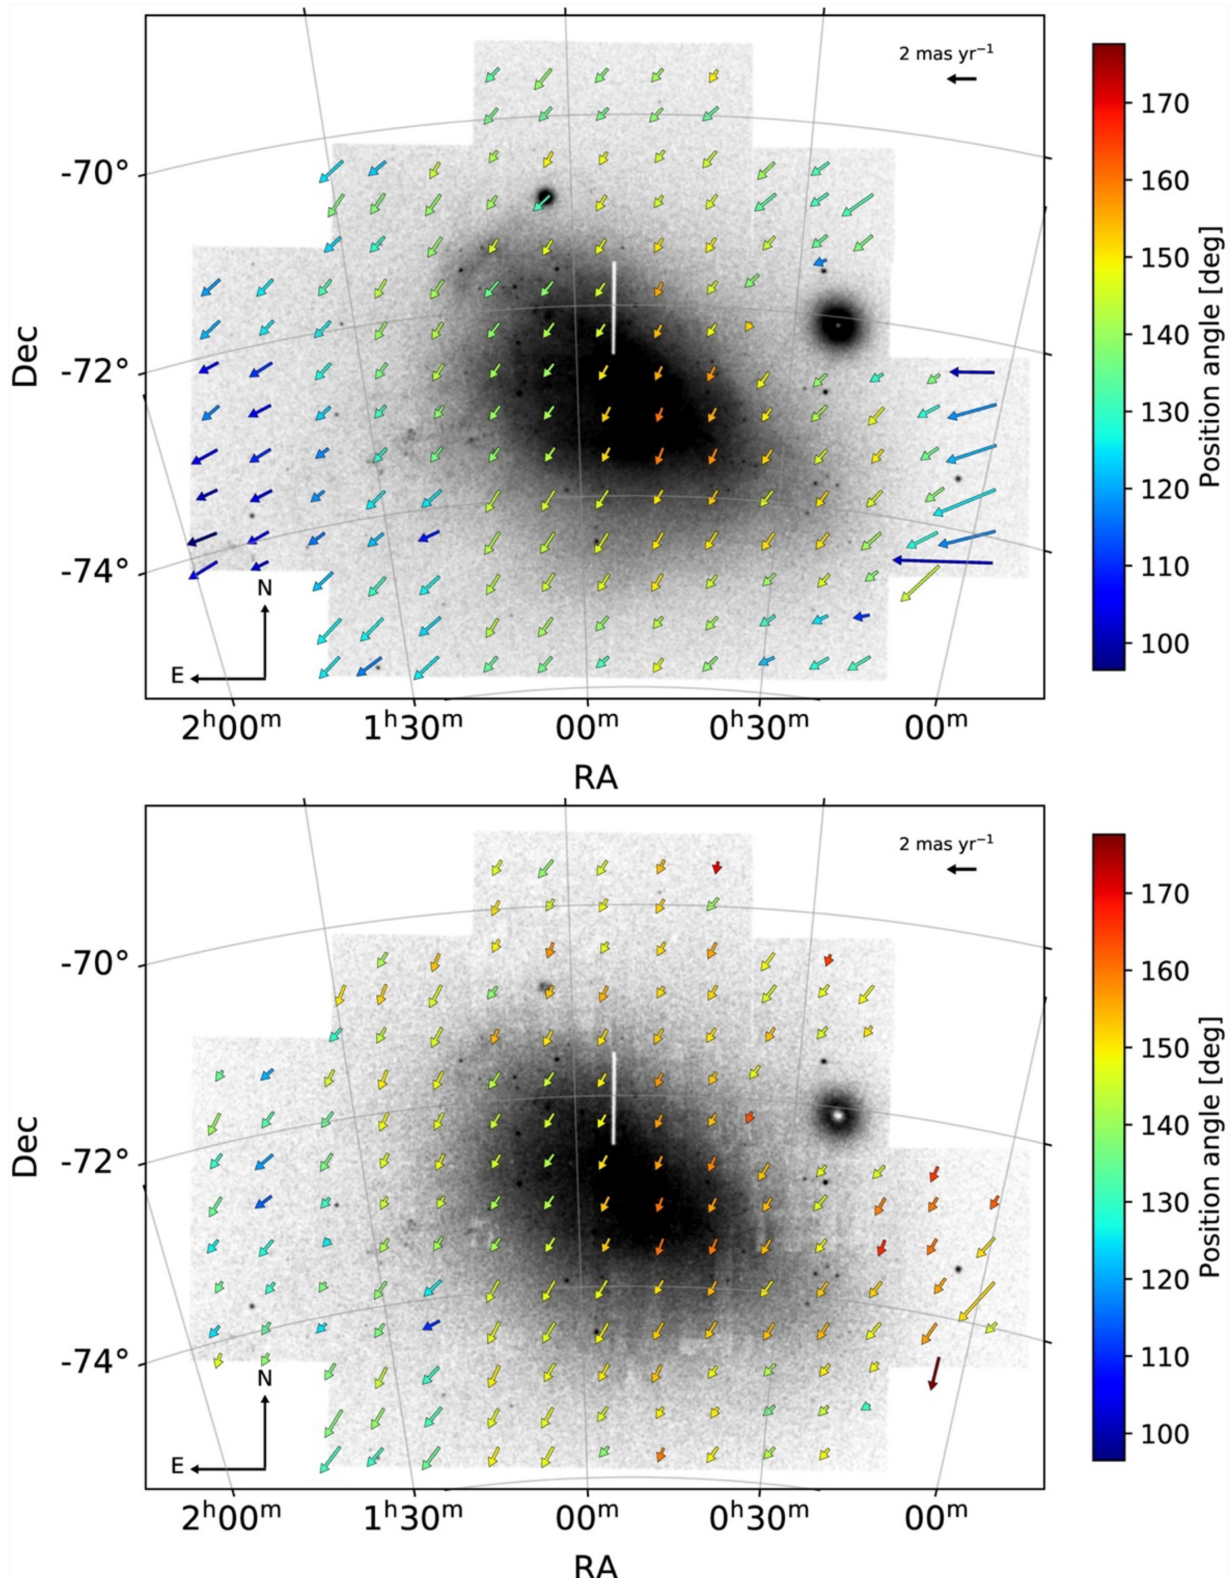 2 mas yr⁻¹
-70°
-72°
-74°
Dec
N
E
2ʰ00ᵐ 1ʰ30ᵐ 00ᵐ 0ʰ30ᵐ 00ᵐ
RA
170
160
150
140
130
120
110
100
Position angle [deg]
2 mas yr⁻¹
-70°
-72°
-74°
Dec
N
E
2ʰ00ᵐ 1ʰ30ᵐ 00ᵐ 0ʰ30ᵐ 00ᵐ
RA
170
160
150
140
130
120
110
100
Position angle [deg]